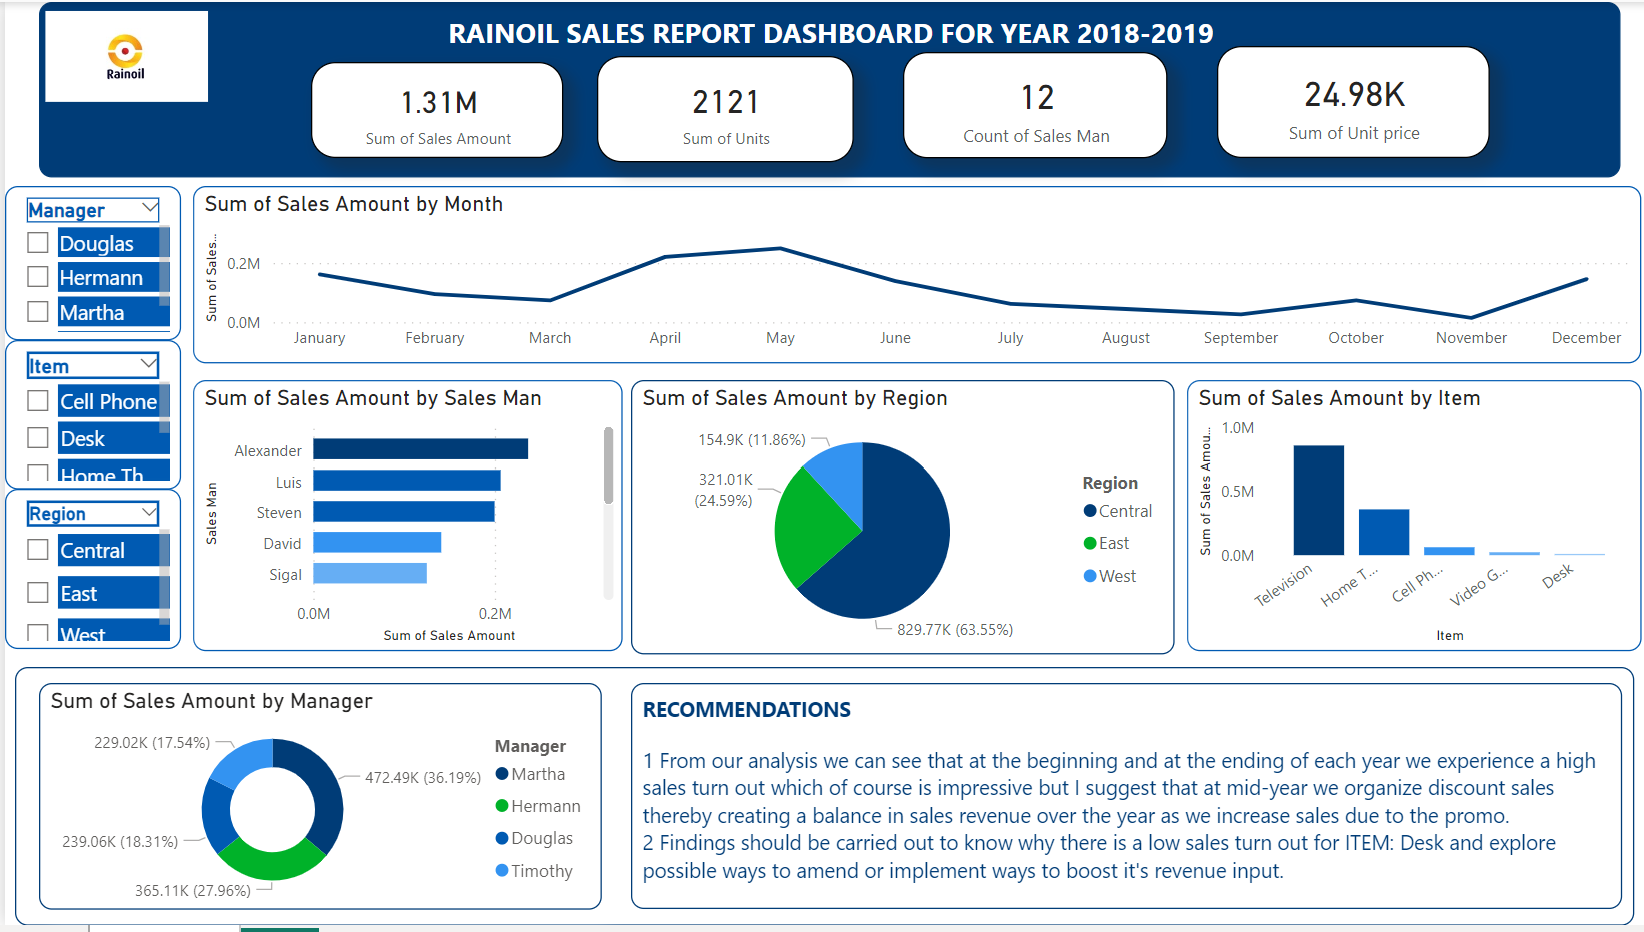 RAINOIL SALES REPORT DASHBOARD FOR YEAR 2018-2019
Rainoil
1.31M
Sum of Sales Amount
2121
Sum of Units
12
Count of Sales Man
24.98K
Sum of Unit price
Manager
Douglas
Hermann
Martha
Item
Cell Phone
Desk
Home Th
Region
Central
East
West
Sum of Sales Amount by Month
Sum of Sales...
0.2M
0.0M
January February March April May June July August September October November December
Sum of Sales Amount by Sales Man
Sales Man
Alexander
Luis
Steven
David
Sigal
0.0M 0.2M
Sum of Sales Amount
Sum of Sales Amount by Region
154.9K (11.86%)
321.01K
(24.59%)
829.77K (63.55%)
Region
Central
East
West
Sum of Sales Amount by Item
Sum of Sales Amou...
1.0M
0.5M
0.0M
Television Home T... Cell Ph... Video G... Desk
Item
Sum of Sales Amount by Manager
229.02K (17.54%)
472.49K (36.19%)
239.06K (18.31%)
365.11K (27.96%)
Manager
Martha
Hermann
Douglas
Timothy
RECOMMENDATIONS
1 From our analysis we can see that at the beginning and at the ending of each year we experience a high
sales turn out which of course is impressive but I suggest that at mid-year we organize discount sales
thereby creating a balance in sales revenue over the year as we increase sales due to the promo.
2 Findings should be carried out to know why there is a low sales turn out for ITEM: Desk and explore
possible ways to amend or implement ways to boost it's revenue input.